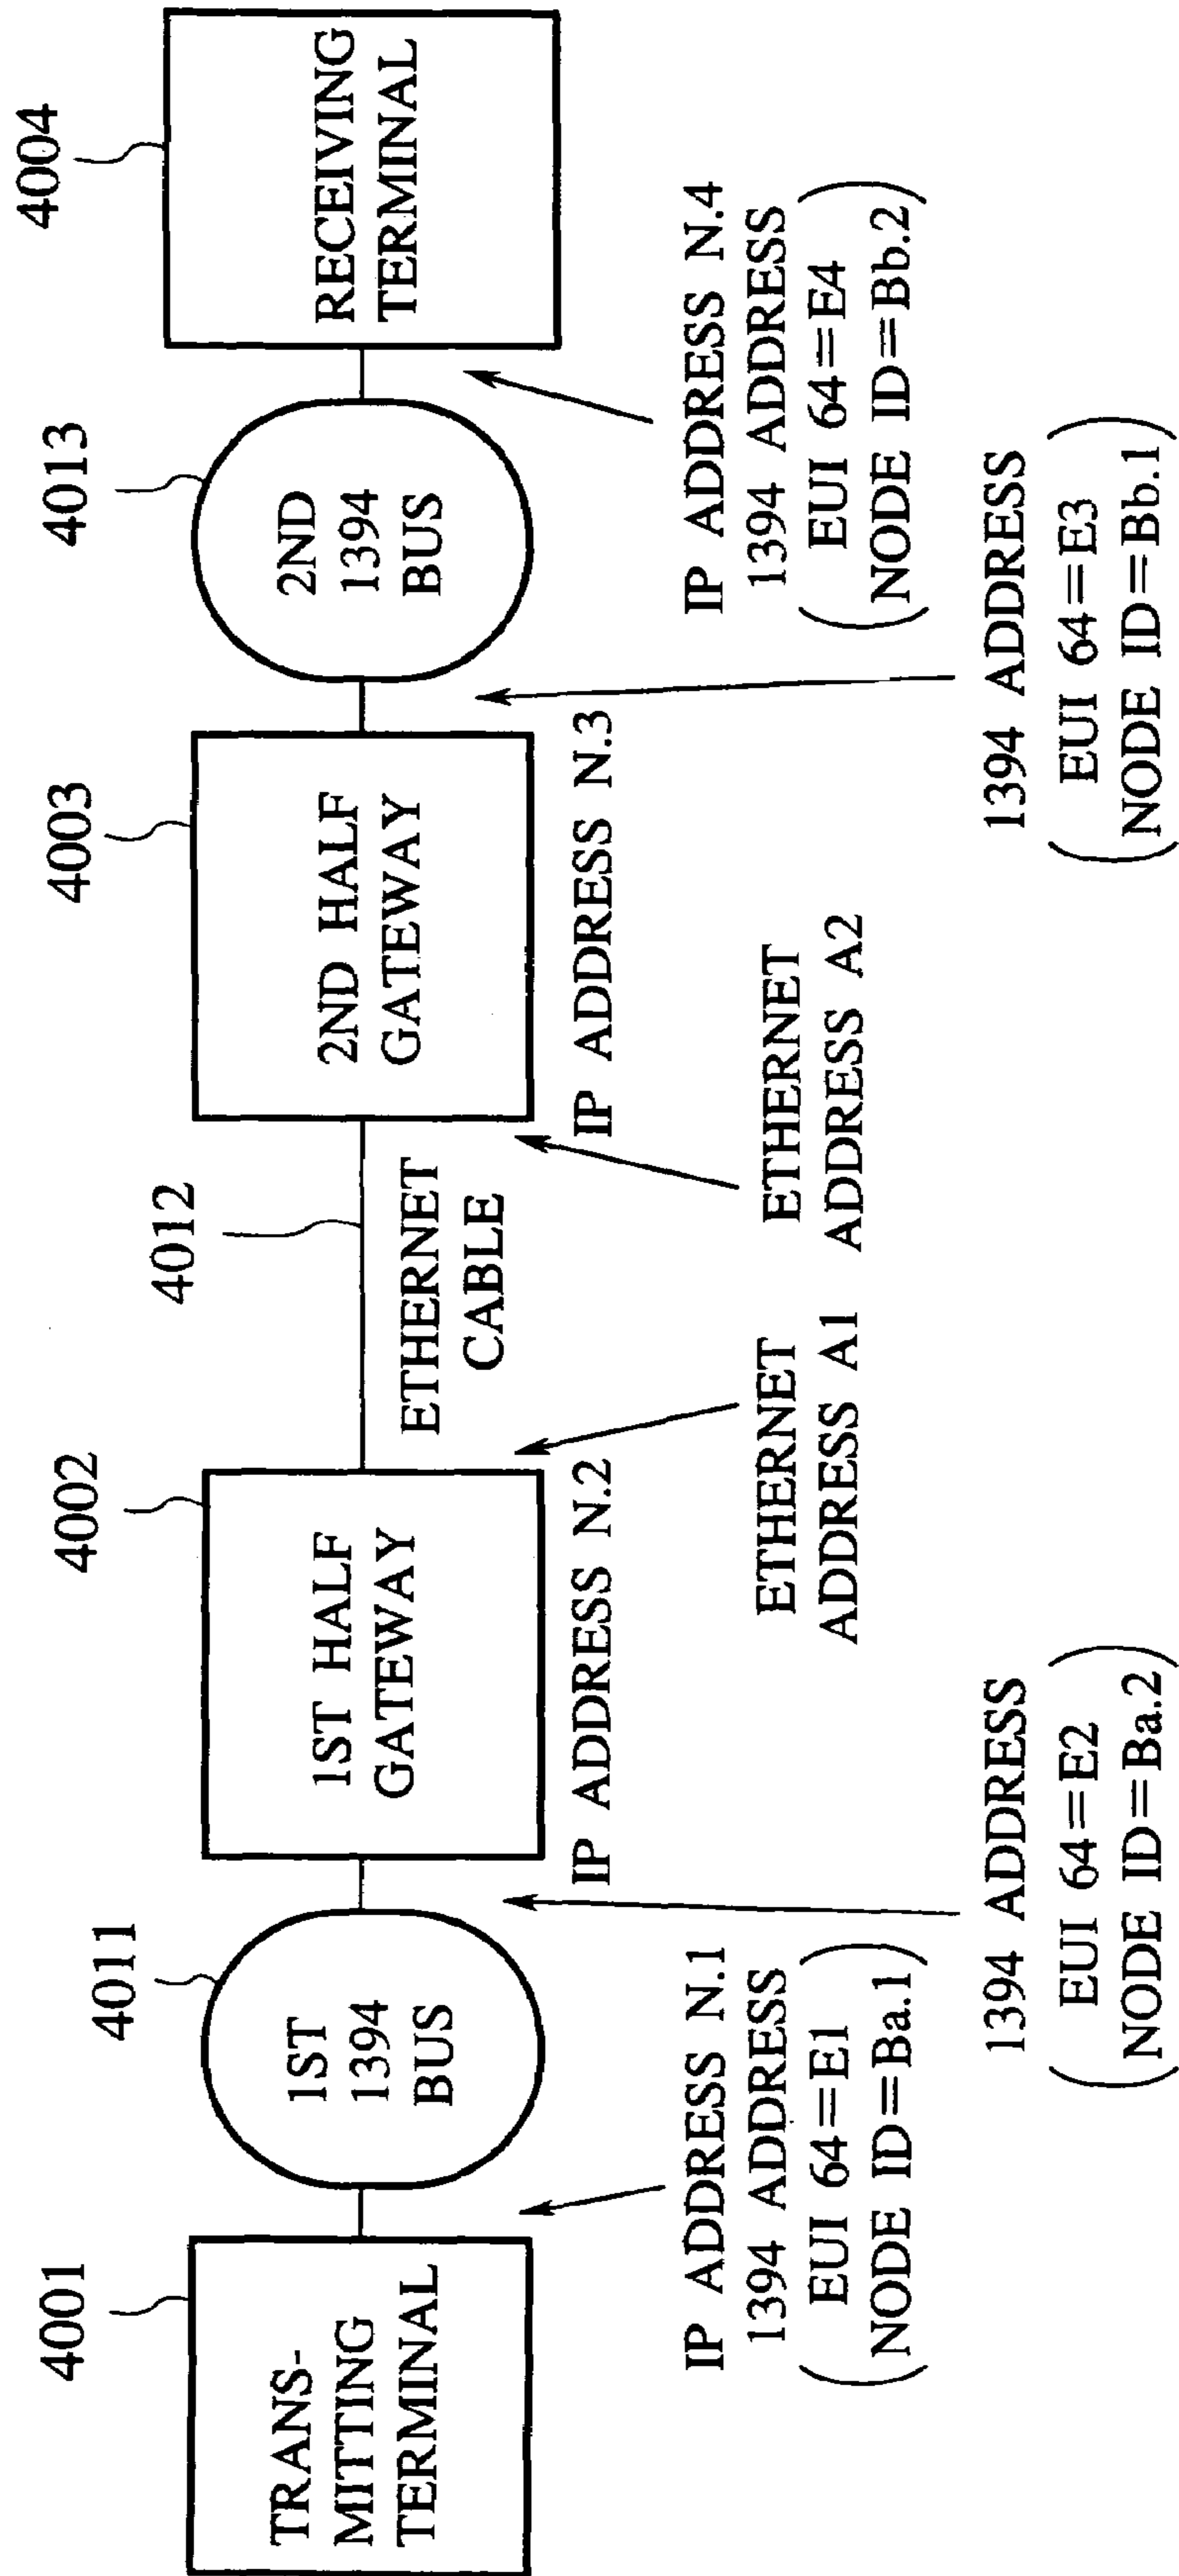 4001
TRANS-
MITTING
TERMINAL
4011
1ST
1394
BUS
4002
1ST HALF
GATEWAY
4012
ETHERNET
CABLE
4003
2ND HALF
GATEWAY
4013
2ND
1394
BUS
4004
RECEIVING
TERMINAL
IP ADDRESS N.1
1394 ADDRESS
(EUI 64=E1
NODE ID=Ba.1)
IP ADDRESS N.2
1394 ADDRESS
(EUI 64=E2
NODE ID=Ba.2)
ETHERNET
ADDRESS A1
ETHERNET
ADDRESS A2
IP ADDRESS N.3
1394 ADDRESS
(EUI 64=E3
NODE ID=Bb.1)
IP ADDRESS N.4
1394 ADDRESS
(EUI 64=E4
NODE ID=Bb.2)